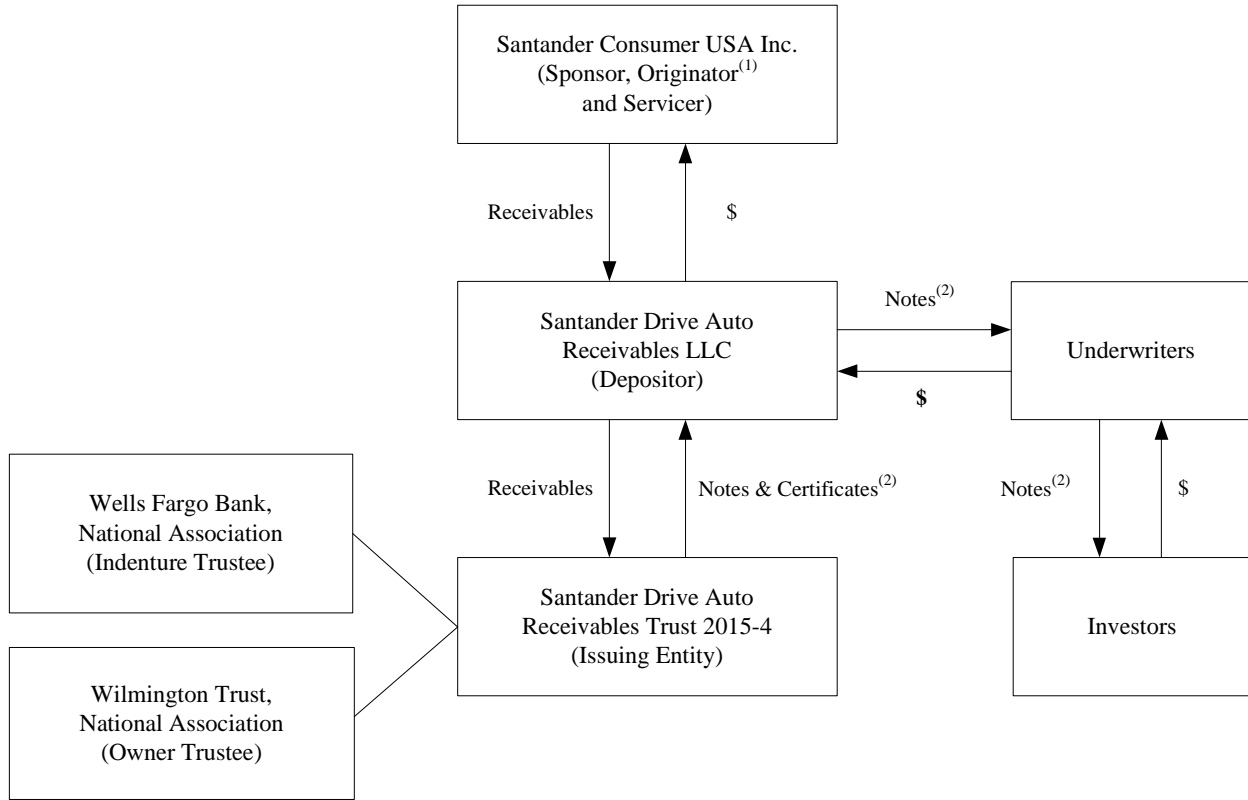 Santander Consumer USA Inc.
(Sponsor, Originator(1)
and Servicer)
Receivables
$
Santander Drive Auto
Receivables LLC
(Depositor)
Notes(2)
$
Underwriters
Receivables
Notes & Certificates(2)
Notes(2)
$
Wells Fargo Bank,
National Association
(Indenture Trustee)
Santander Drive Auto
Receivables Trust 2015-4
(Issuing Entity)
Investors
Wilmington Trust,
National Association
(Owner Trustee)